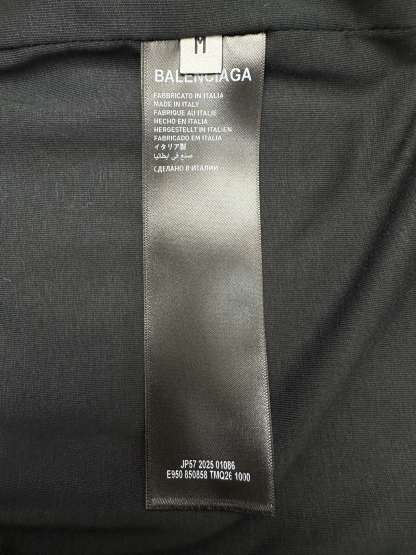 M
BALENCIAGA
FABBRICATO IN ITALIA
MADE IN ITALY
FABRIQUE AU ITALIE
HECHO EN ITALIA
HERGESTELLT IN ITALIEN
FABRICADO EM ITALIA
イタリア製
صنع في ايطاليا
СДЕЛАНО В ИТАЛИИ
JP57 2025 01086
E950 850858 TMQ26 1000